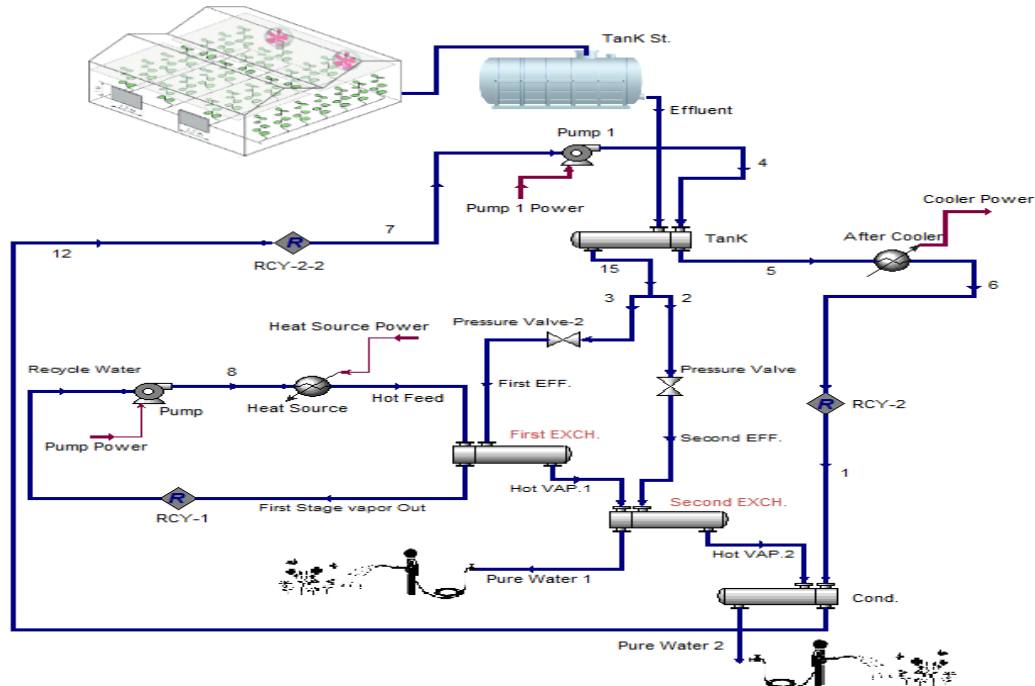 TanK St.
Effluent
Pump 1
4
Pump 1 Power
Cooler Power
After Cooler
7
12
R
RCY-2-2
TanK
15
5
6
3
2
Pressure Valve-2
Heat Source Power
Pressure Valve
Recycle Water
8
Pump
Heat Source
Hot Feed
First EFF.
R
RCY-2
Pump Power
First EXCH.
Second EFF.
1
Hot VAP.1
Second EXCH.
R
RCY-1
First Stage vapor Out
Hot VAP.2
Pure Water 1
Cond.
Pure Water 2